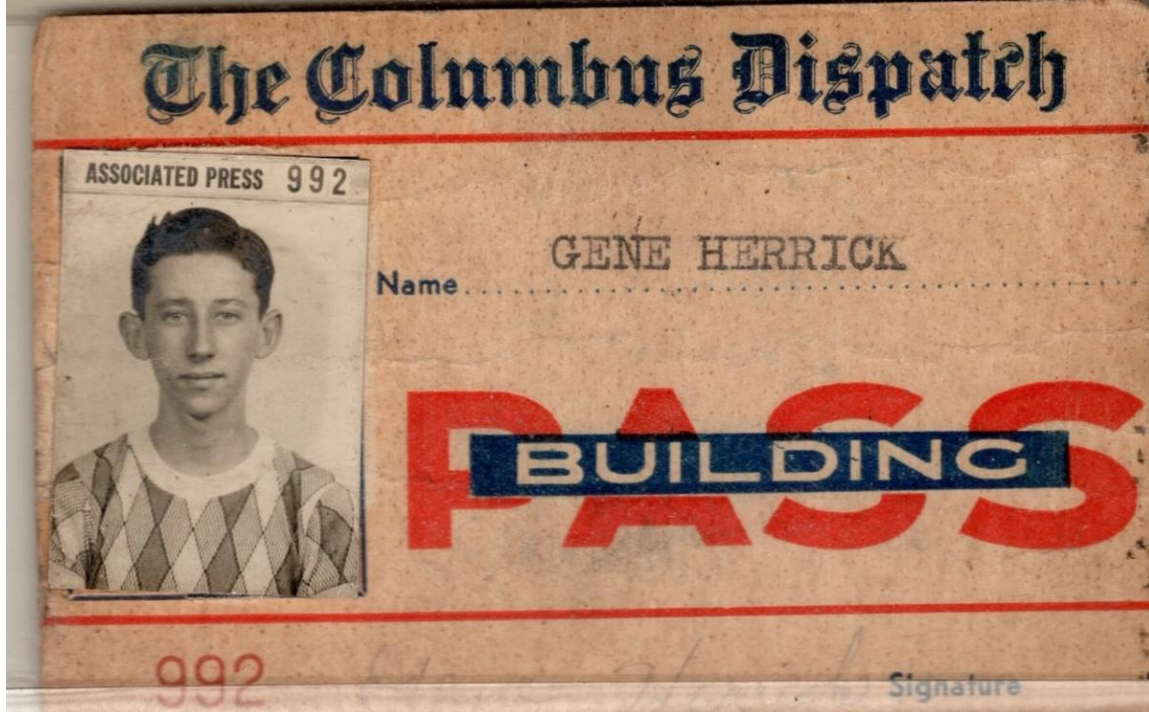 The Columbus Dispatch
ASSOCIATED PRESS 992
GENE HERRICK
Name
PASS
BUILDING
992
Signature